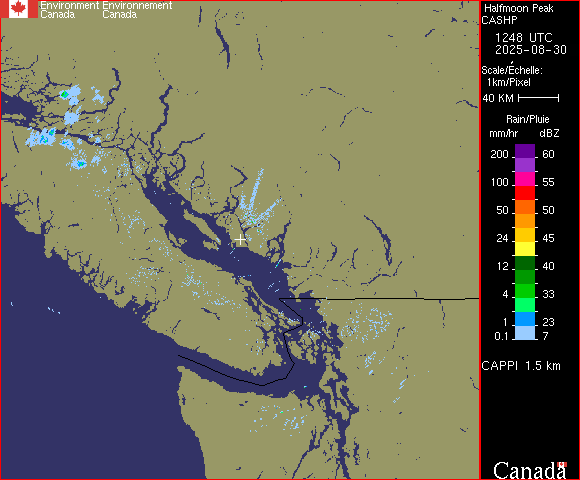 Environment Environnement
Canada Canada
Halfmoon Peak
CASHP
1248 UTC
2025-08-30
Scale/Échelle:
1km/Pixel
40 KM
Rain/Pluie
mm/hr dBZ
200 60
100 55
50 50
24 45
12 40
4 33
0.1 23
7
CAPPI 1.5 km
Canada